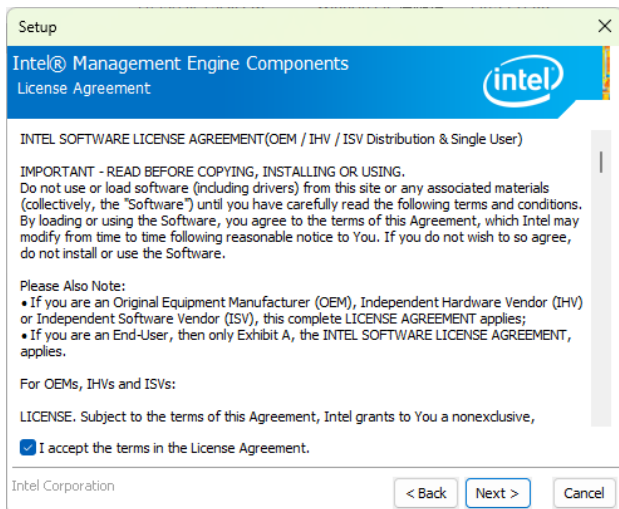 Setup
Intel® Management Engine Components
License Agreement
intel
INTEL SOFTWARE LICENSE AGREEMENT(OEM / IHV / ISV Distribution & Single User)
IMPORTANT - READ BEFORE COPYING, INSTALLING OR USING.
Do not use or load software (including drivers) from this site or any associated materials
(collectively, the "Software") until you have carefully read the following terms and conditions.
By loading or using the Software, you agree to the terms of this Agreement, which Intel may
modify from time to time following reasonable notice to You. If you do not wish to so agree,
do not install or use the Software.
Please Also Note:
• If you are an Original Equipment Manufacturer (OEM), Independent Hardware Vendor (IHV)
or Independent Software Vendor (ISV), this complete LICENSE AGREEMENT applies;
• If you are an End-User, then only Exhibit A, the INTEL SOFTWARE LICENSE AGREEMENT,
applies.
For OEMs, IHVs and ISVs:
LICENSE. Subject to the terms of this Agreement, Intel grants to You a nonexclusive,
I accept the terms in the License Agreement.
Intel Corporation
< Back
Next >
Cancel